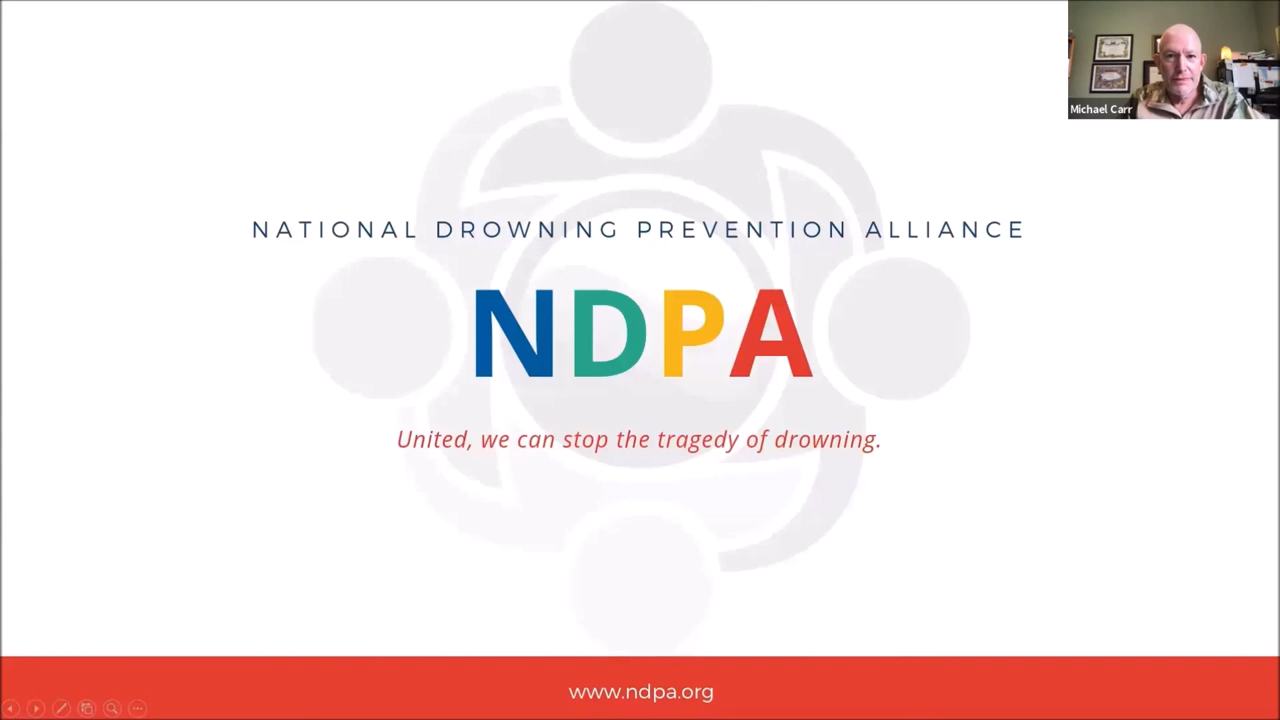 Michael Carr
NATIONAL DROWNING PREVENTION ALLIANCE
NDPA
United, we can stop the tragedy of drowning.
www.ndpa.org